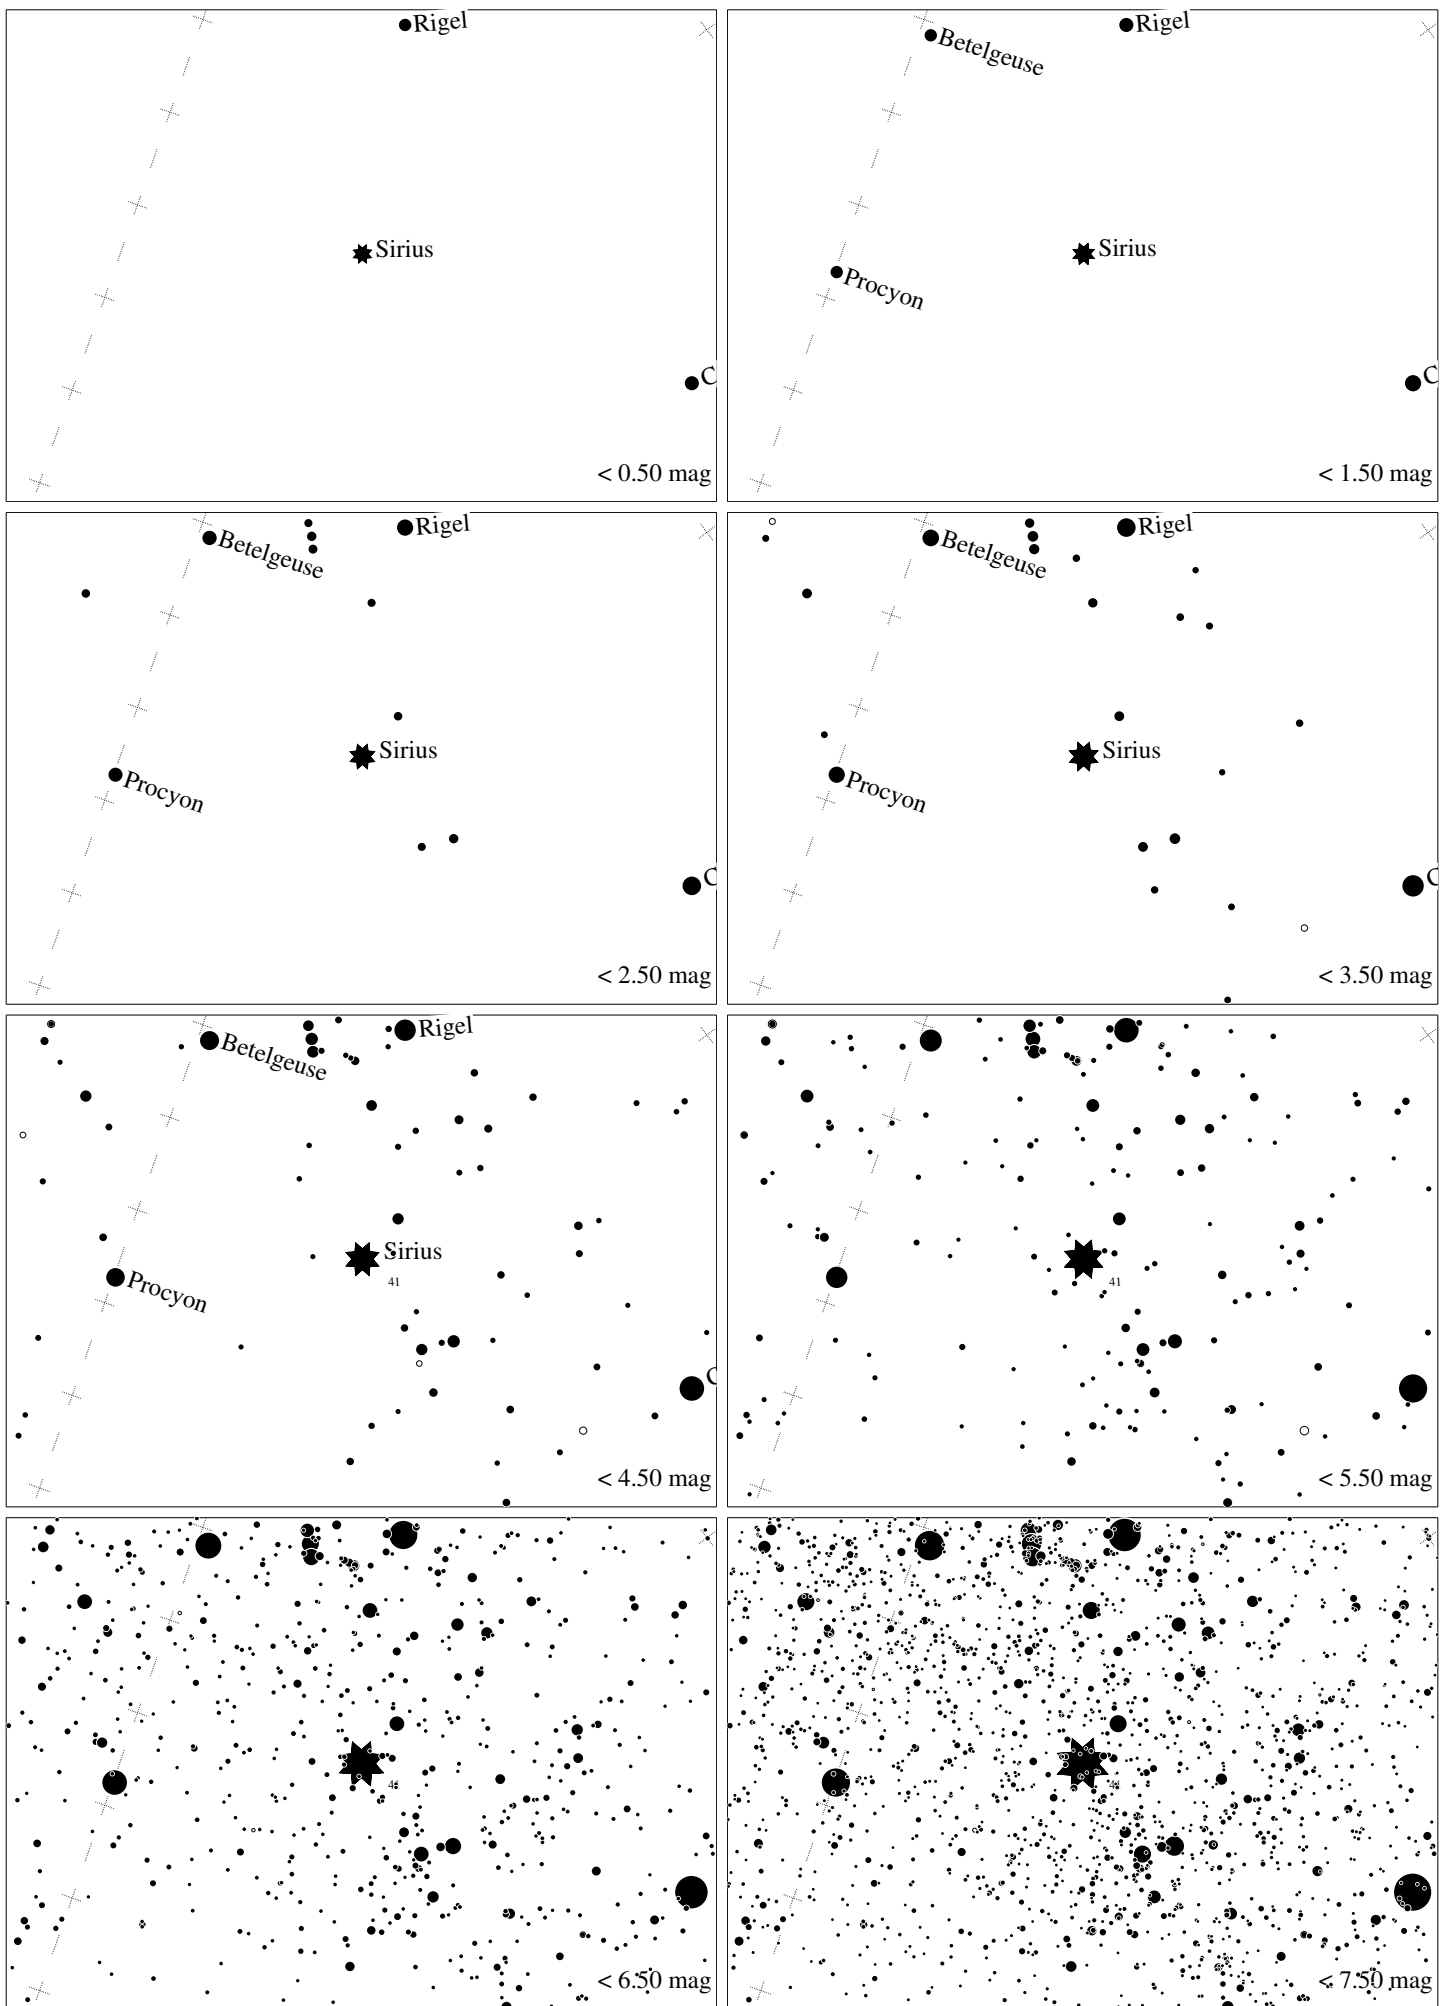 Rigel
Sirius
C
< 0.50 mag
Rigel
Betelgeuse
Sirius
Procyon
C
< 1.50 mag
Rigel
Betelgeuse
Sirius
Procyon
C
< 2.50 mag
Rigel
Betelgeuse
Sirius
Procyon
C
< 3.50 mag
Rigel
Betelgeuse
Sirius
41
Procyon
C
< 4.50 mag
41
< 5.50 mag
< 6.50 mag
< 7.50 mag